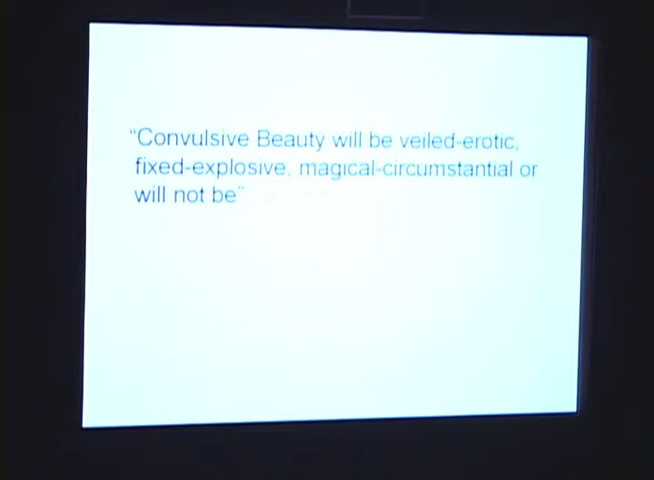 “Convulsive Beauty will be veiled-erotic,
fixed-explosive, magical-circumstantial or
will not be”